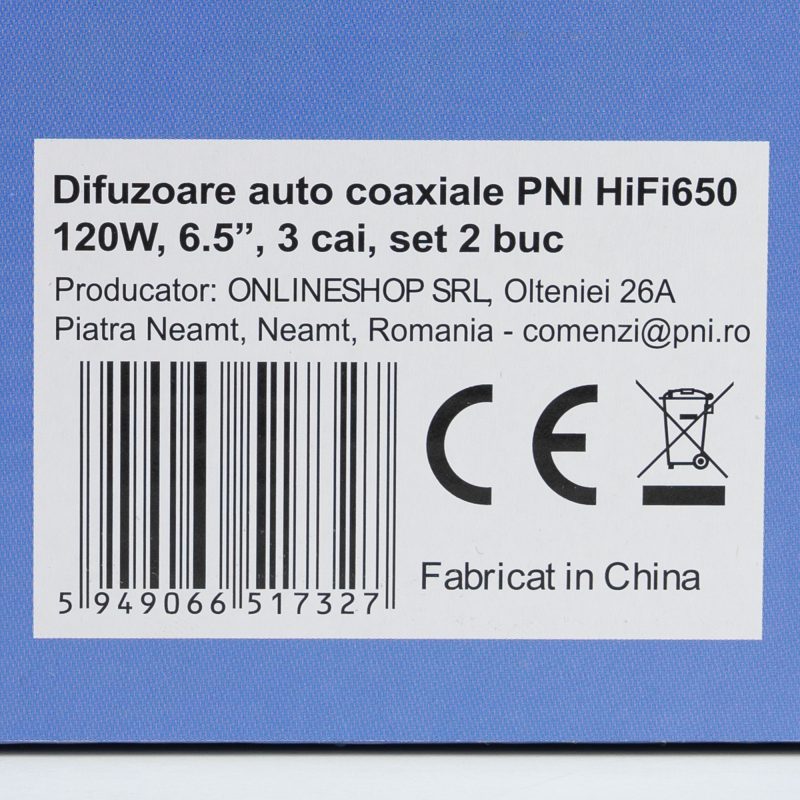 Difuzoare auto coaxiale PNI HiFi650
120W, 6.5”, 3 cai, set 2 buc
Producator: ONLINESHOP SRL, Olteniei 26A
Piatra Neamt, Neamt, Romania - comenzi@pni.ro
CE
Fabricat in China
5 949066 517327